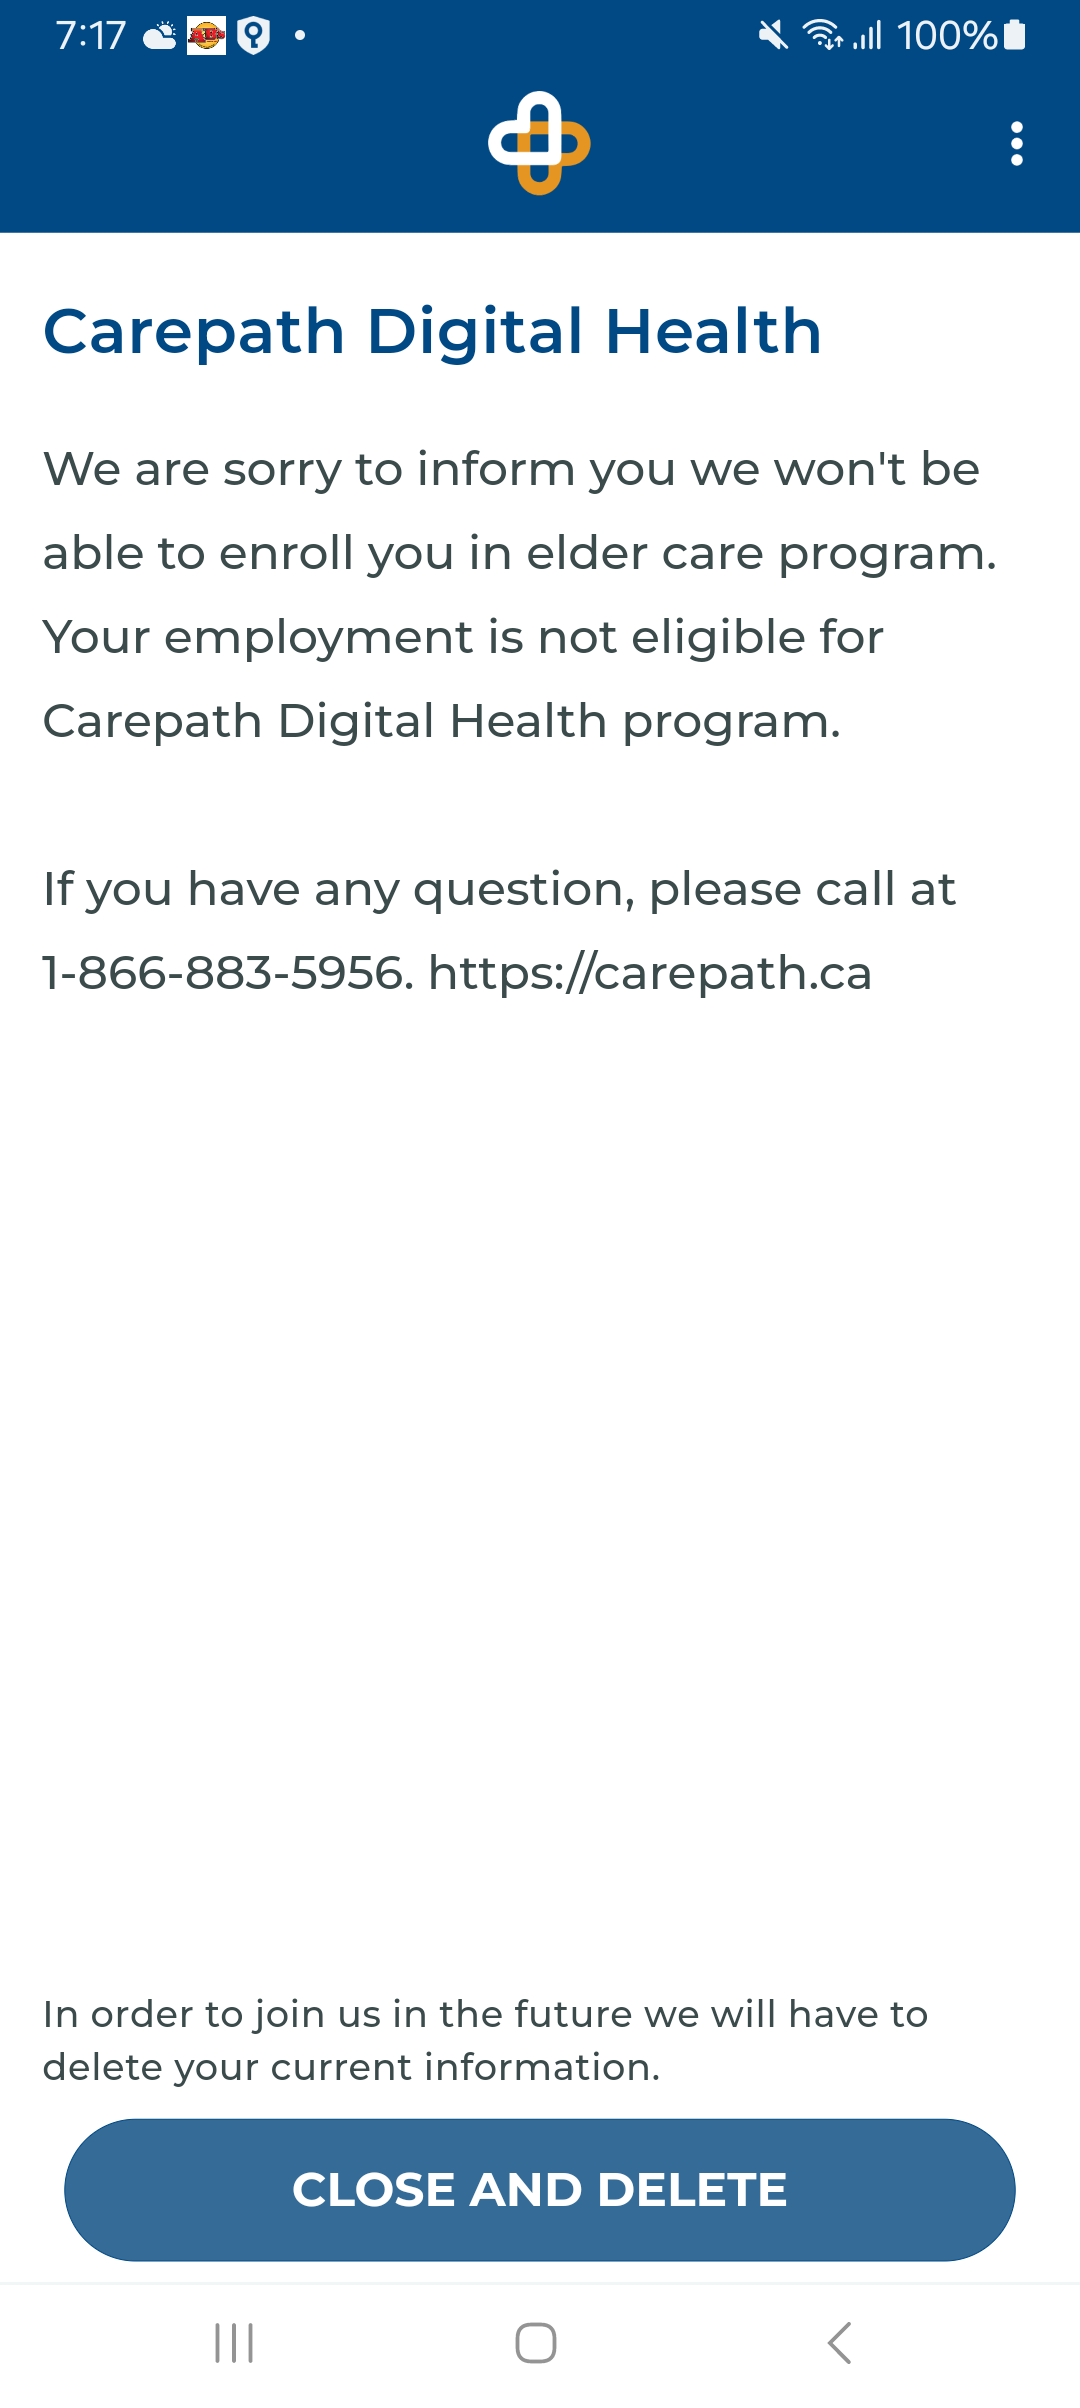 7:17 100%
Carepath Digital Health
We are sorry to inform you we won't be
able to enroll you in elder care program.
Your employment is not eligible for
Carepath Digital Health program.
If you have any question, please call at
1-866-883-5956. https://carepath.ca
In order to join us in the future we will have to
delete your current information.
CLOSE AND DELETE